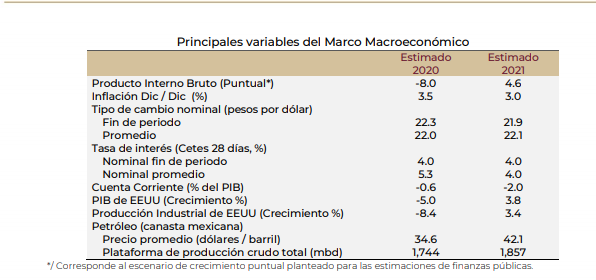 Principales variables del Marco Macroeconómico
Estimado Estimado
2020 2021
Producto Interno Bruto (Puntual*) -8.0 4.6
Inflación Dic / Dic (%) 3.5 3.0
Tipo de cambio nominal (pesos por dólar)
Fin de periodo 22.3 21.9
Promedio 22.0 22.1
Tasa de interés (Cetes 28 días, %)
Nominal fin de periodo 4.0 4.0
Nominal promedio 5.3 4.0
Cuenta Corriente (% del PIB) -0.6 -2.0
PIB de EEUU (Crecimiento %) -5.0 3.8
Producción Industrial de EEUU (Crecimiento %) -8.4 3.4
Petróleo (canasta mexicana)
Precio promedio (dólares / barril) 34.6 42.1
Plataforma de producción crudo total (mbd) 1,744 1,857
*/ Corresponde al escenario de crecimiento puntual planteado para las estimaciones de finanzas públicas.